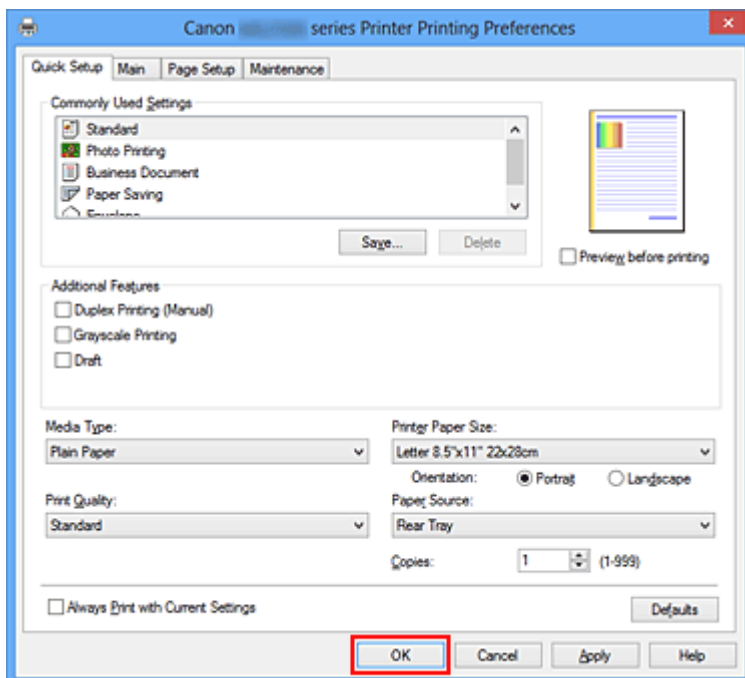 Canon series Printer Printing Preferences
Quick Setup Main Page Setup Maintenance
Commonly Used Settings
Standard
Photo Printing
Business Document
Paper Saving
Save... Delete
Preview before printing
Additional Features
Duplex Printing (Manual)
Grayscale Printing
Draft
Media Type: Printer Paper Size:
Plain Paper Letter 8.5"x11" 22x28cm
Orientation: Portrait Landscape
Print Quality: Paper Source:
Standard Rear Tray
Copies: 1 (1-999)
Always Print with Current Settings Defaults
OK Cancel Apply Help